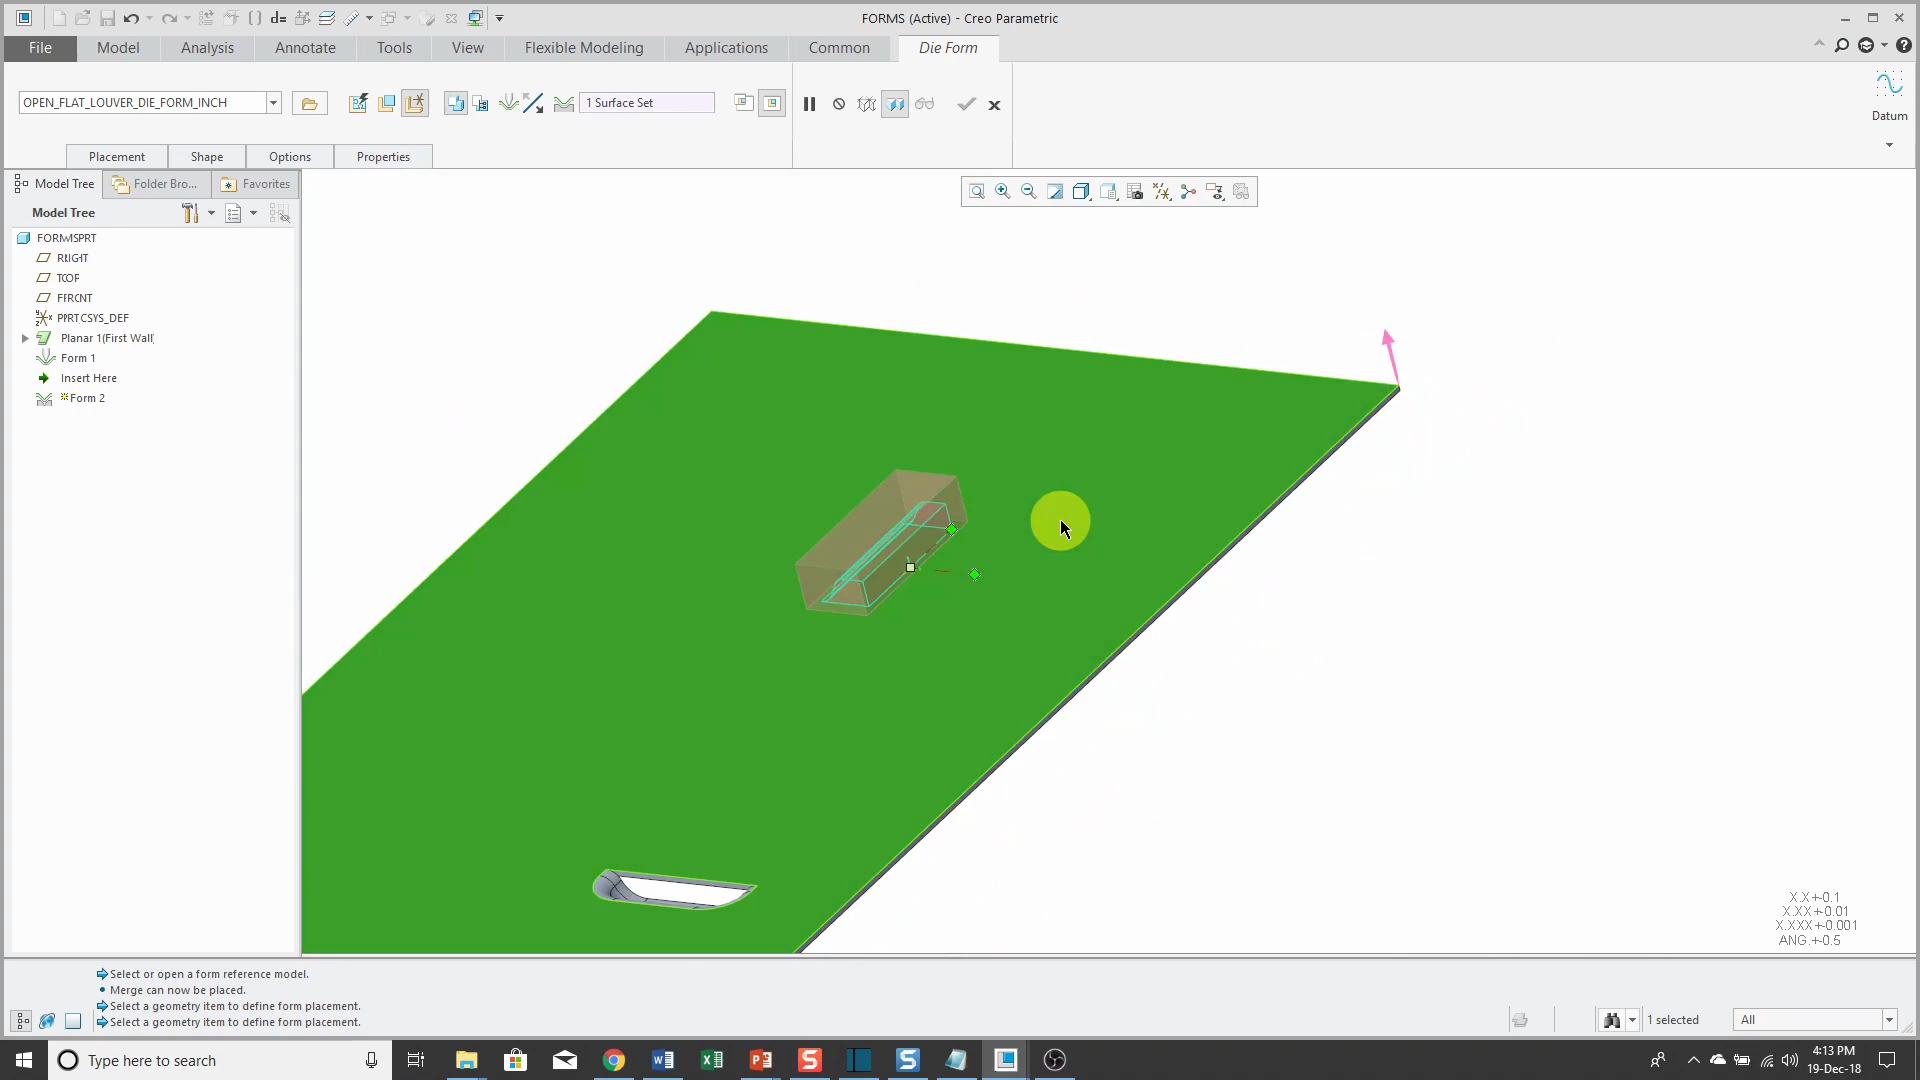 FORMS (Active) - Creo Parametric
File Model Analysis Annotate Tools View Flexible Modeling Applications Common Die Form
OPEN_FLAT_LOUVER_DIE_FORM_INCH
1 Surface Set
Datum
Placement Shape Options Properties
Model Tree Folder Bro... Favorites
Model Tree
RIGHT
TOP
FRONT
PRTCSYS_DEF
Planar 1(First Wall)
Form 1
Insert Here
Form 2
X.X+-0.1
X.XX+-0.01
X.XXX+-0.001
ANG.+-0.5
Select or open a form reference model.
Merge can now be placed.
Select a geometry item to define form placement.
Select a geometry item to define form placement.
1 selected
All
Type here to search
4:13 PM
19-Dec-18